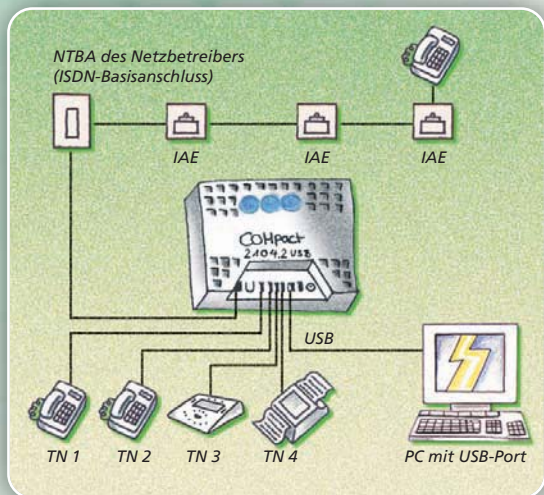 NTBA des Netzbetreibers
(ISDN-Basisanschluss)
IAE
IAE
IAE
COMpact
2104.2 USB
USB
TN 1
TN 2
TN 3
TN 4
PC mit USB-Port